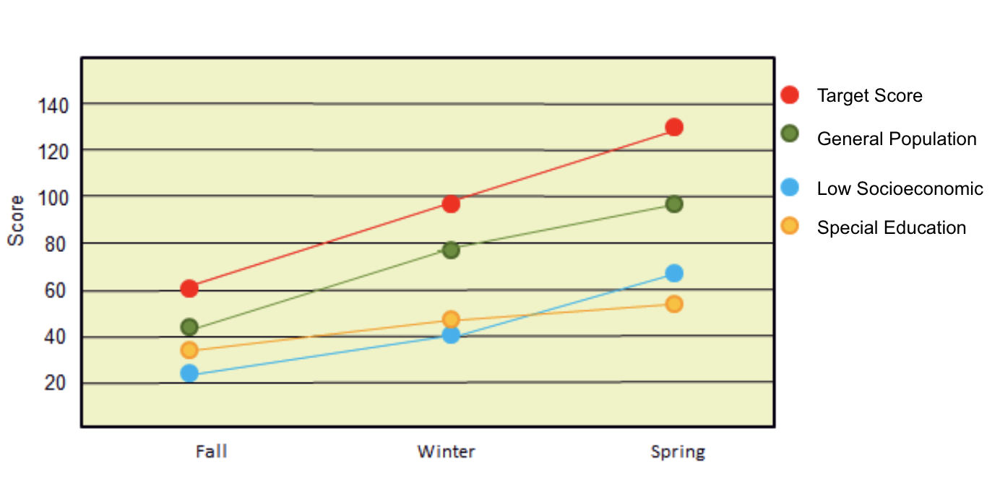 140
120
100
80
60
40
20
Score
Fall Winter Spring
Target Score
General Population
Low Socioeconomic
Special Education